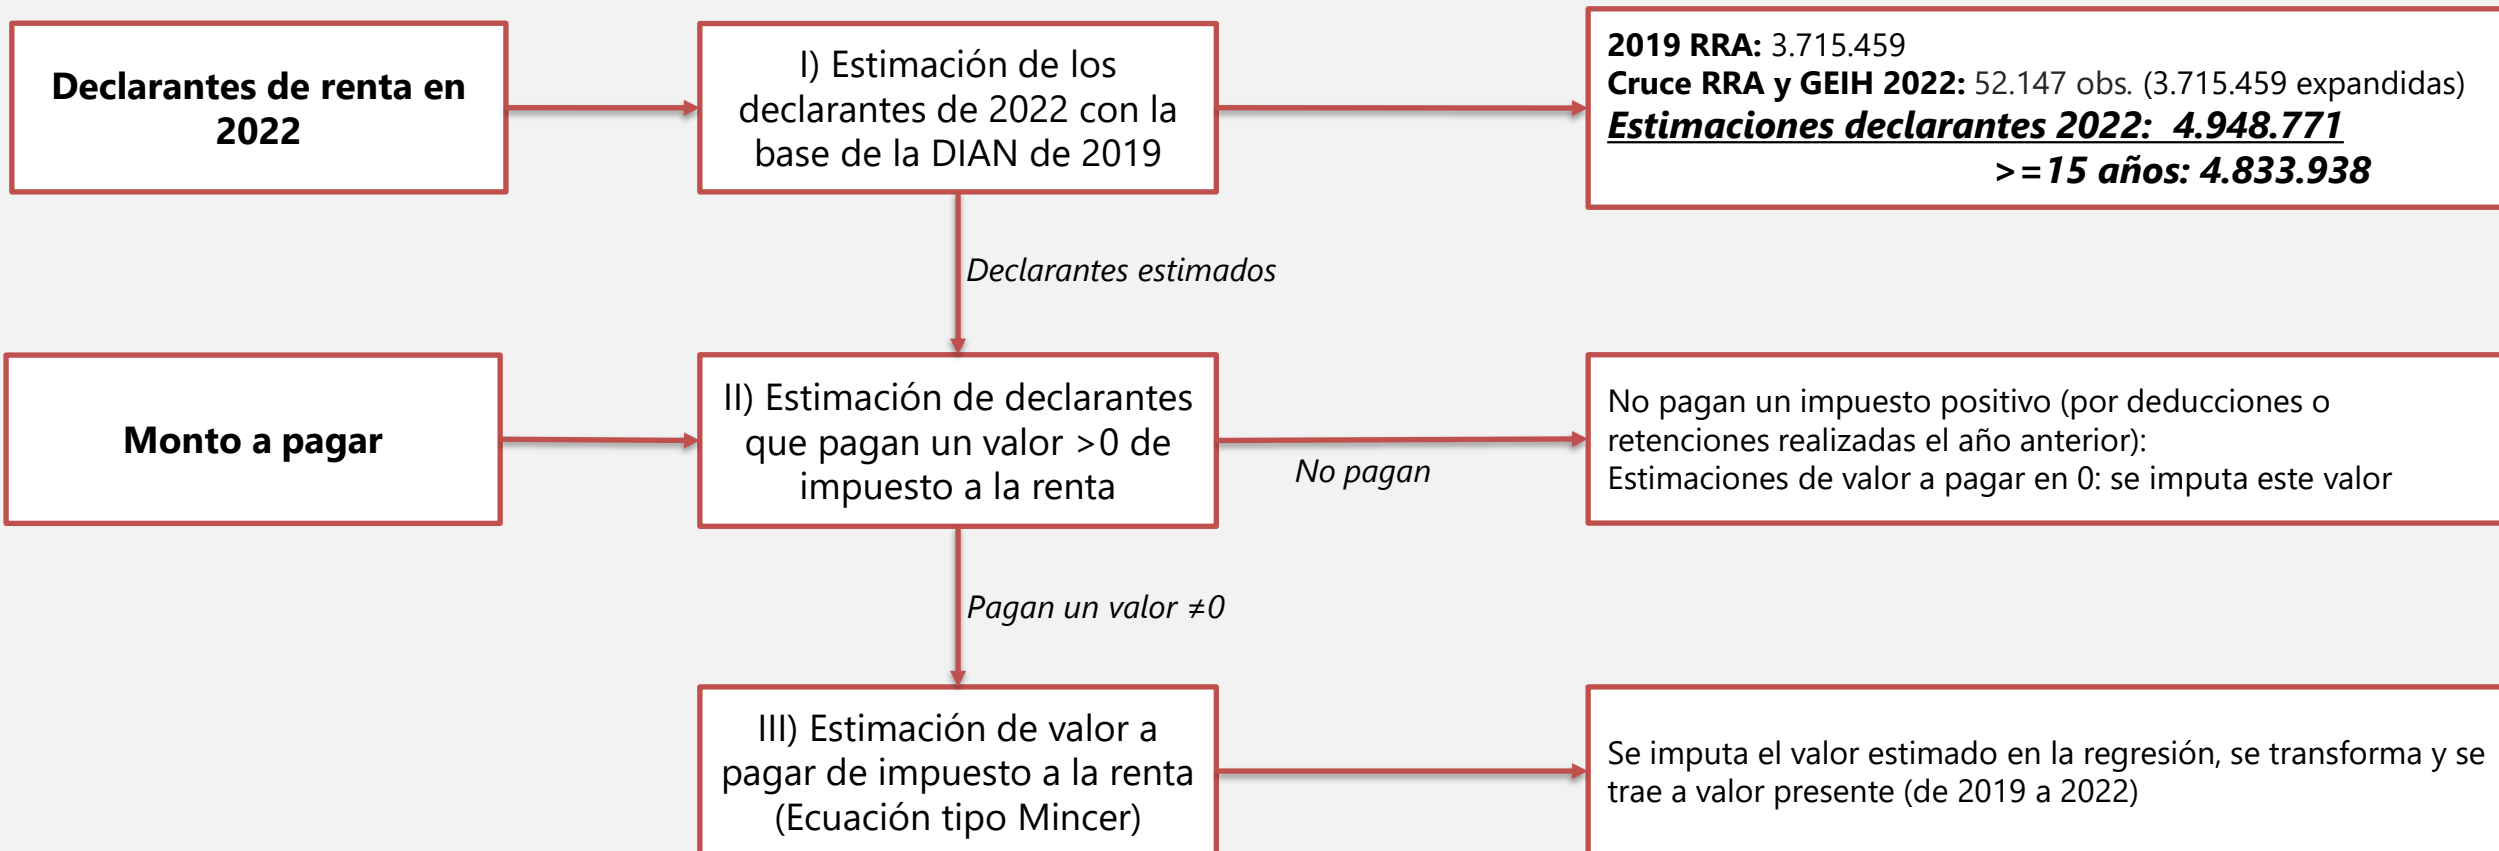 Declarantes de renta en
2022
I) Estimación de los
declarantes de 2022 con la
base de la DIAN de 2019
2019 RRA: 3.715.459
Cruce RRA y GEIH 2022: 52.147 obs. (3.715.459 expandidas)
Estimaciones declarantes 2022: 4.948.771
>=15 años: 4.833.938
Declarantes estimados
Monto a pagar
II) Estimación de declarantes
que pagan un valor >0 de
impuesto a la renta
No pagan
No pagan un impuesto positivo (por deducciones o
retenciones realizadas el año anterior):
Estimaciones de valor a pagar en 0: se imputa este valor
Pagan un valor ≠0
III) Estimación de valor a
pagar de impuesto a la renta
(Ecuación tipo Mincer)
Se imputa el valor estimado en la regresión, se transforma y se
trae a valor presente (de 2019 a 2022)